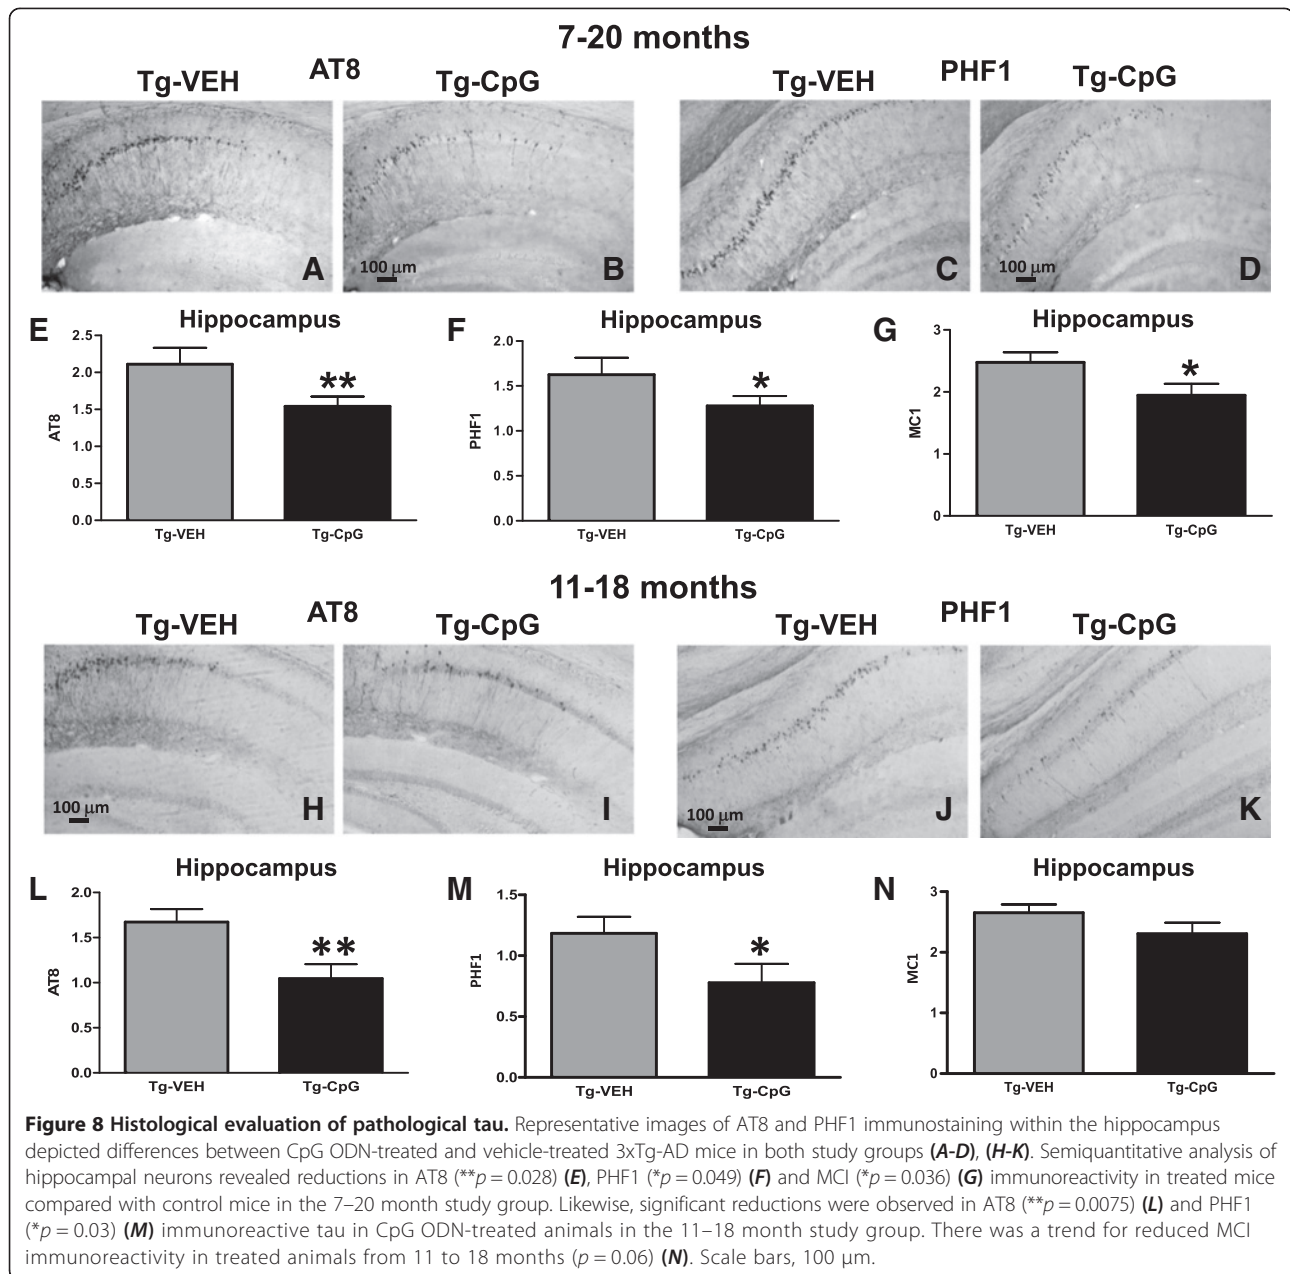 7-20 months
AT8 PHF1
Tg-VEH Tg-CpG Tg-VEH Tg-CpG
A
100 µm B
C
100 µm D
E Hippocampus
2.5
2.0
1.5
1.0
0.5
0.0
AT8
**
Tg-VEH Tg-CpG
F Hippocampus
2.0
1.5
1.0
0.5
0.0
PHF1
*
Tg-VEH Tg-CpG
G Hippocampus
3
2
1
0
MC1
*
Tg-VEH Tg-CpG
11-18 months
AT8 PHF1
Tg-VEH Tg-CpG Tg-VEH Tg-CpG
100 µm H
I
100 µm J
K
L Hippocampus
2.0
1.5
1.0
0.5
0.0
AT8
**
Tg-VEH Tg-CpG
M Hippocampus
1.5
1.0
0.5
0.0
PHF1
*
Tg-VEH Tg-CpG
N Hippocampus
3
2
1
0
MC1
Tg-VEH Tg-CpG
Figure 8 Histological evaluation of pathological tau. Representative images of AT8 and PHF1 immunostaining within the hippocampus
depicted differences between CpG ODN-treated and vehicle-treated 3xTg-AD mice in both study groups (A-D), (H-K). Semiquantitative analysis of
hippocampal neurons revealed reductions in AT8 (**p = 0.028) (E), PHF1 (*p = 0.049) (F) and MCI (*p = 0.036) (G) immunoreactivity in treated mice
compared with control mice in the 7–20 month study group. Likewise, significant reductions were observed in AT8 (**p = 0.0075) (L) and PHF1
(*p = 0.03) (M) immunoreactive tau in CpG ODN-treated animals in the 11–18 month study group. There was a trend for reduced MCI
immunoreactivity in treated animals from 11 to 18 months (p = 0.06) (N). Scale bars, 100 µm.